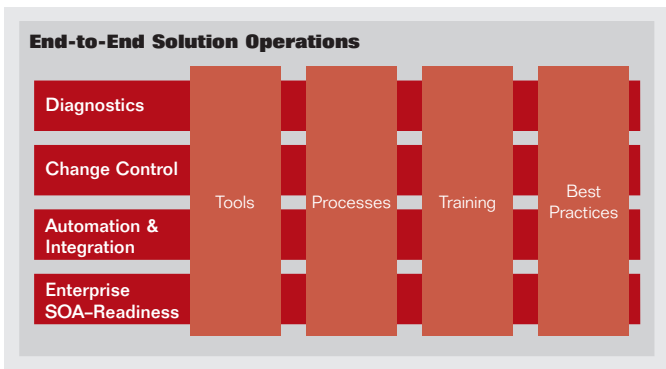 End-to-End Solution Operations
Diagnostics
Change Control
Automation &
Integration
Enterprise
SOA–Readiness
Tools
Processes
Training
Best
Practices